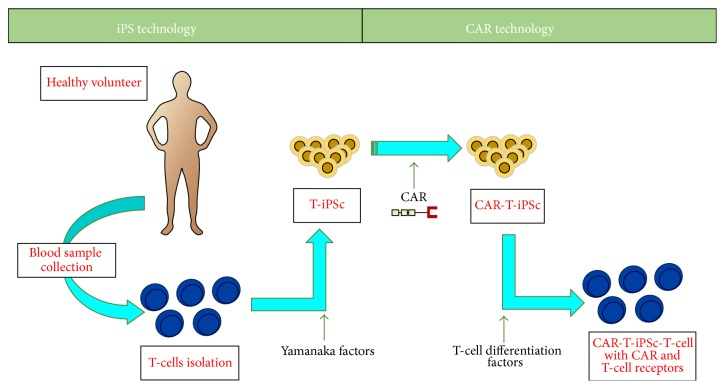 iPS technology
CAR technology
Healthy volunteer
Blood sample
collection
T-cells isolation
Yamanaka factors
T-iPSc
CAR
CAR-T-iPSc
T-cell differentiation
factors
CAR-T-iPSc-T-cell
with CAR and
T-cell receptors